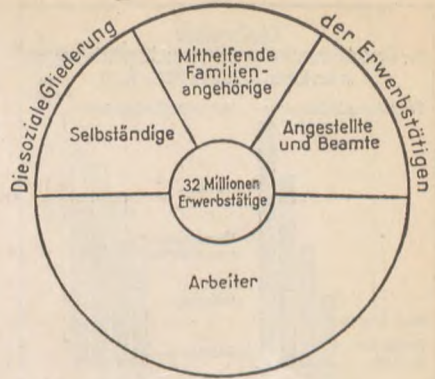 Die soziale Gliederung der Erwerbstätigen
Mithelfende
Familien-
angehörige
Selbständige
Angestellte
und Beamte
32 Millionen
Erwerbstätige
Arbeiter